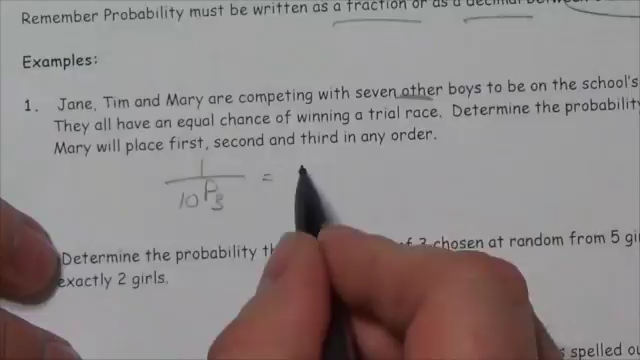 Remember Probability must be written as a fraction or as a decimal between
Examples:
1. Jane, Tim and Mary are competing with seven other boys to be on the school's
They all have an equal chance of winning a trial race. Determine the probability
Mary will place first, second and third in any order.
1
10P3 =
Determine the probability of 3 chosen at random from 5
exactly 2 girls.
spelled